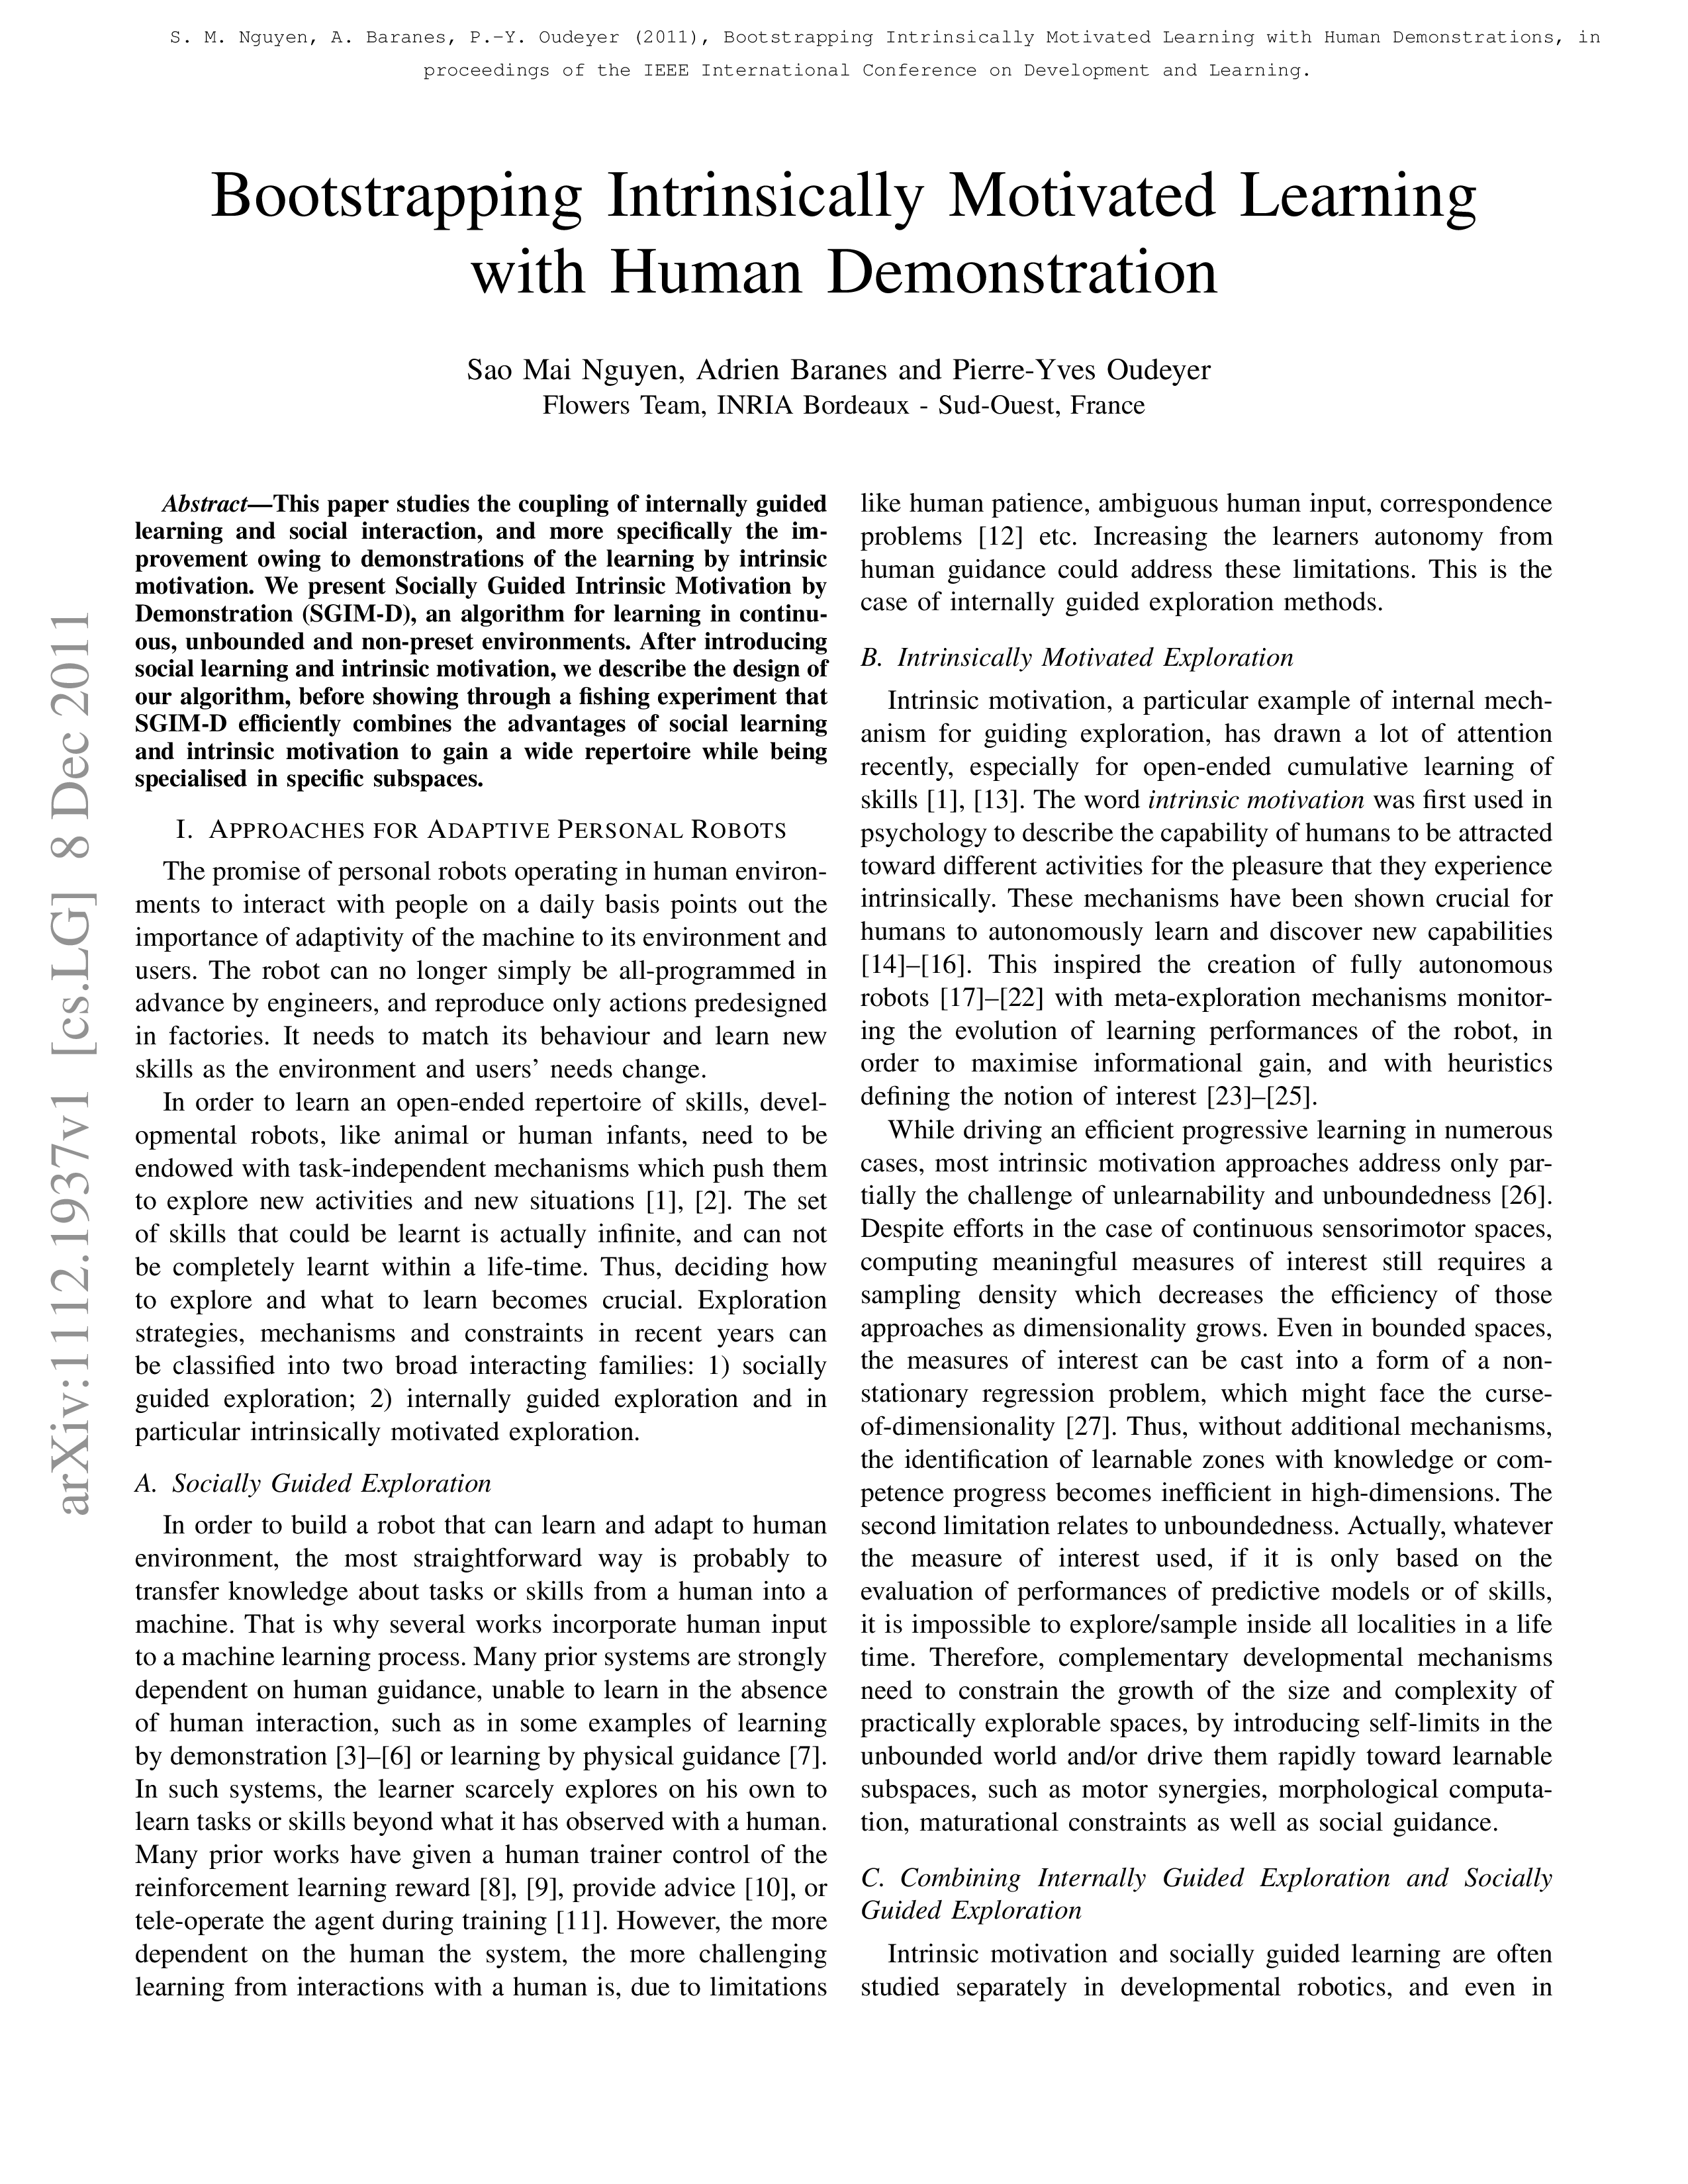 S. M. Nguyen, A. Baranes, P.-Y. Oudeyer (2011), Bootstrapping Intrinsically Motivated Learning with Human Demonstrations, in
proceedings of the IEEE International Conference on Development and Learning.
Bootstrapping Intrinsically Motivated Learning
with Human Demonstration
Sao Mai Nguyen, Adrien Baranes and Pierre-Yves Oudeyer
Flowers Team, INRIA Bordeaux - Sud-Ouest, France
arXiv:1112.1937v1 [cs.LG] 8 Dec 2011
Abstract—This paper studies the coupling of internally guided
learning and social interaction, and more specifically the im-
provement owing to demonstrations of the learning by intrinsic
motivation. We present Socially Guided Intrinsic Motivation by
Demonstration (SGIM-D), an algorithm for learning in continu-
ous, unbounded and non-preset environments. After introducing
social learning and intrinsic motivation, we describe the design of
our algorithm, before showing through a fishing experiment that
SGIM-D efficiently combines the advantages of social learning
and intrinsic motivation to gain a wide repertoire while being
specialised in specific subspaces.
I. APPROACHES FOR ADAPTIVE PERSONAL ROBOTS
The promise of personal robots operating in human environ-
ments to interact with people on a daily basis points out the
importance of adaptivity of the machine to its environment and
users. The robot can no longer simply be all-programmed in
advance by engineers, and reproduce only actions predesigned
in factories. It needs to match its behaviour and learn new
skills as the environment and users' needs change.
In order to learn an open-ended repertoire of skills, devel-
opmental robots, like animal or human infants, need to be
endowed with task-independent mechanisms which push them
to explore new activities and new situations [1], [2]. The set
of skills that could be learnt is actually infinite, and can not
be completely learnt within a life-time. Thus, deciding how
to explore and what to learn becomes crucial. Exploration
strategies, mechanisms and constraints in recent years can
be classified into two broad interacting families: 1) socially
guided exploration; 2) internally guided exploration and in
particular intrinsically motivated exploration.
A. Socially Guided Exploration
In order to build a robot that can learn and adapt to human
environment, the most straightforward way is probably to
transfer knowledge about tasks or skills from a human into a
machine. That is why several works incorporate human input
to a machine learning process. Many prior systems are strongly
dependent on human guidance, unable to learn in the absence
of human interaction, such as in some examples of learning
by demonstration [3]–[6] or learning by physical guidance [7].
In such systems, the learner scarcely explores on his own to
learn tasks or skills beyond what it has observed with a human.
Many prior works have given a human trainer control of the
reinforcement learning reward [8], [9], provide advice [10], or
tele-operate the agent during training [11]. However, the more
dependent on the human the system, the more challenging
learning from interactions with a human is, due to limitations
like human patience, ambiguous human input, correspondence
problems [12] etc. Increasing the learners autonomy from
human guidance could address these limitations. This is the
case of internally guided exploration methods.
B. Intrinsically Motivated Exploration
Intrinsic motivation, a particular example of internal mech-
anism for guiding exploration, has drawn a lot of attention
recently, especially for open-ended cumulative learning of
skills [1], [13]. The word intrinsic motivation was first used in
psychology to describe the capability of humans to be attracted
toward different activities for the pleasure that they experience
intrinsically. These mechanisms have been shown crucial for
humans to autonomously learn and discover new capabilities
[14]–[16]. This inspired the creation of fully autonomous
robots [17]–[22] with meta-exploration mechanisms monitor-
ing the evolution of learning performances of the robot, in
order to maximise informational gain, and with heuristics
defining the notion of interest [23]–[25].
While driving an efficient progressive learning in numerous
cases, most intrinsic motivation approaches address only par-
tially the challenge of unlearnability and unboundedness [26].
Despite efforts in the case of continuous sensorimotor spaces,
computing meaningful measures of interest still requires a
sampling density which decreases the efficiency of those
approaches as dimensionality grows. Even in bounded spaces,
the measures of interest can be cast into a form of a non-
stationary regression problem, which might face the curse-
of-dimensionality [27]. Thus, without additional mechanisms,
the identification of learnable zones with knowledge or com-
petence progress becomes inefficient in high-dimensions. The
second limitation relates to unboundedness. Actually, whatever
the measure of interest used, if it is only based on the
evaluation of performances of predictive models or of skills,
it is impossible to explore/sample inside all localities in a life
time. Therefore, complementary developmental mechanisms
need to constrain the growth of the size and complexity of
practically explorable spaces, by introducing self-limits in the
unbounded world and/or drive them rapidly toward learnable
subspaces, such as motor synergies, morphological computa-
tion, maturational constraints as well as social guidance.
C. Combining Internally Guided Exploration and Socially
Guided Exploration
Intrinsic motivation and socially guided learning are often
studied separately in developmental robotics, and even in